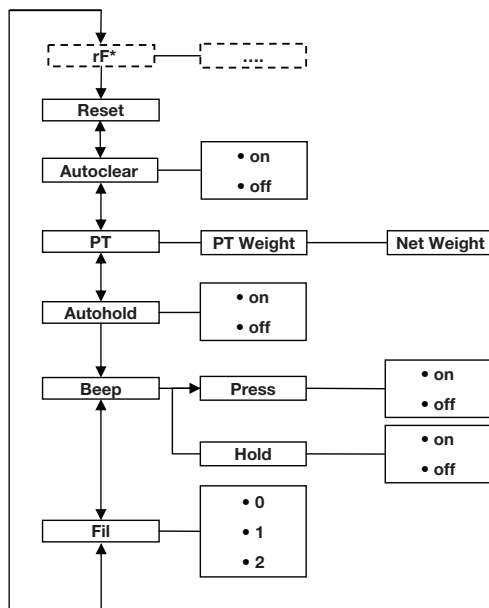 rF*
....
Reset
Autoclear
• on
• off
PT
PT Weight
Net Weight
Autohold
• on
• off
Beep
Press
• on
• off
Hold
• on
• off
Fil
• 0
• 1
• 2